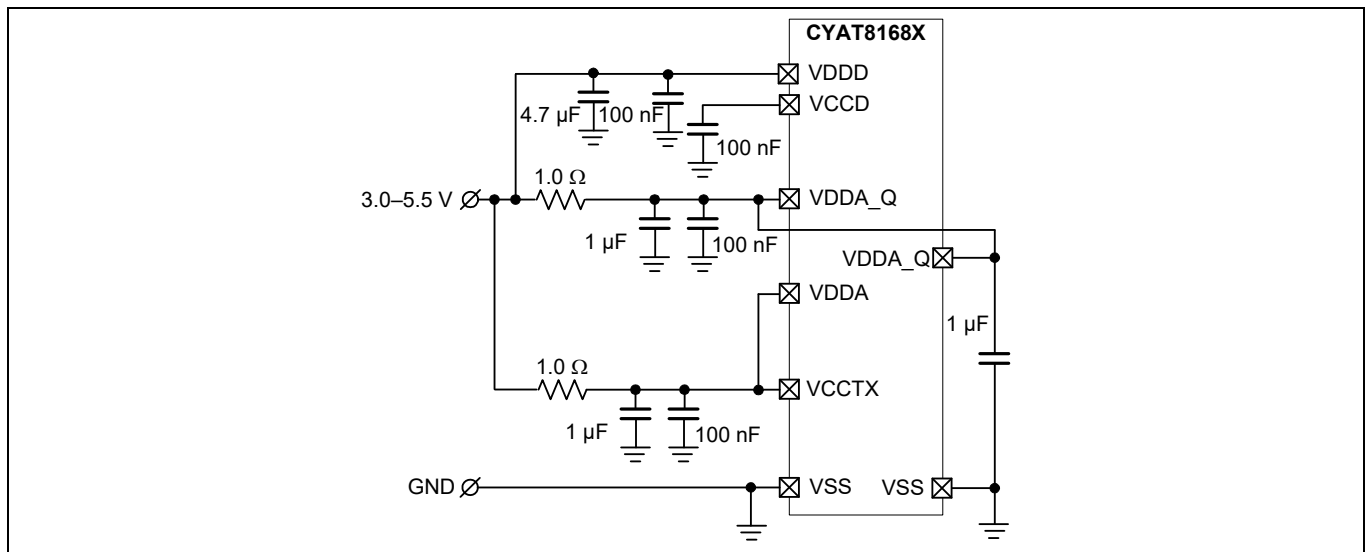 CYAT8168X
VDDD
VCCD
4.7 µF
100 nF
100 nF
1.0 Ω
3.0–5.5 V
VDDA_Q
1 µF
100 nF
VDDA_Q
VDDA
1 µF
1.0 Ω
VCCTX
1 µF
100 nF
GND
VSS
VSS